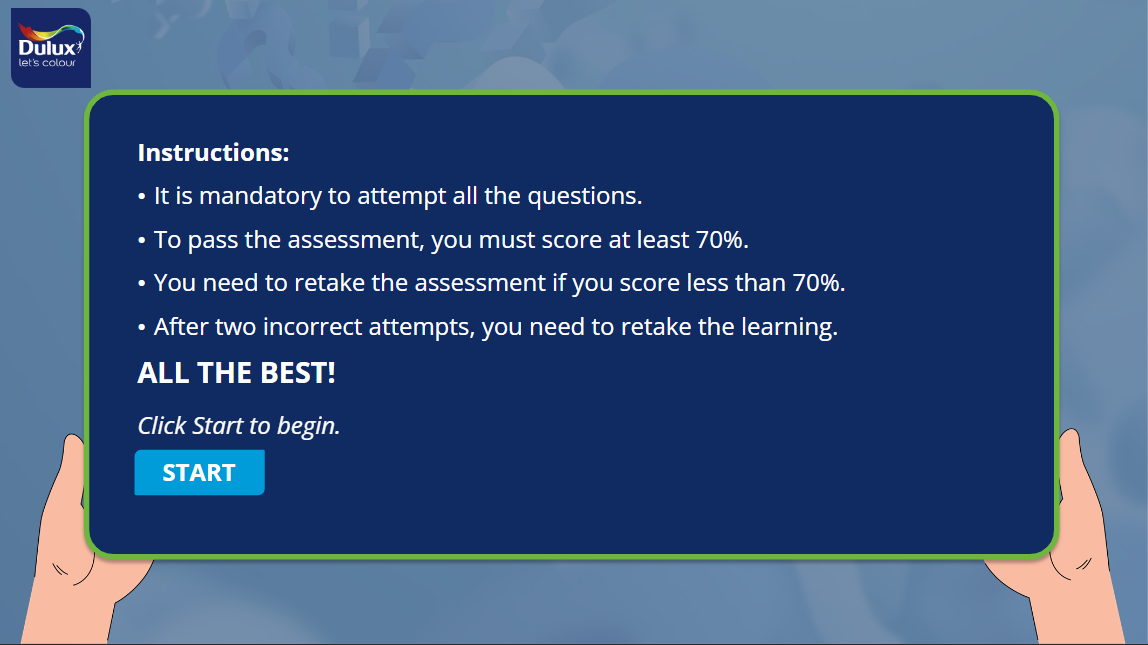 Dulux
let's colour
Instructions:
• It is mandatory to attempt all the questions.
• To pass the assessment, you must score at least 70%.
• You need to retake the assessment if you score less than 70%.
• After two incorrect attempts, you need to retake the learning.
ALL THE BEST!
Click Start to begin.
START